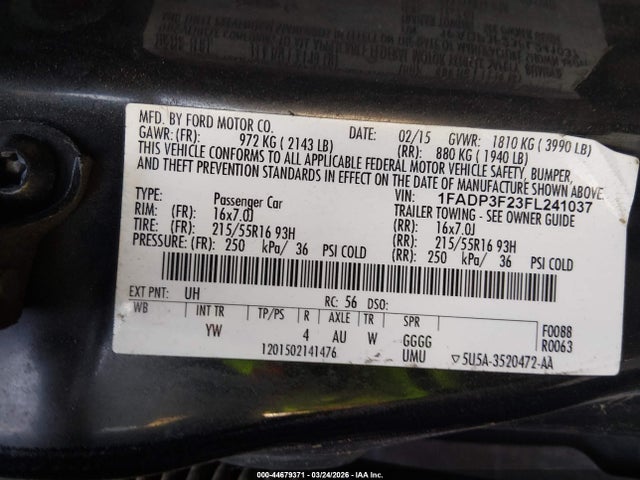 MFD. BY FORD MOTOR CO.
DATE: 02/15 GVWR: 1810 KG ( 3990 LB)
GAWR: (FR): 972 KG ( 2143 LB) (RR): 880 KG ( 1940 LB)
THIS VEHICLE CONFORMS TO ALL APPLICABLE FEDERAL MOTOR VEHICLE SAFETY, BUMPER,
AND THEFT PREVENTION STANDARDS IN EFFECT ON THE DATE OF MANUFACTURE SHOWN ABOVE.
VIN: 1FADP3F23FL241037
TYPE: Passenger Car TRAILER TOWING - SEE OWNER GUIDE
RIM: (FR): 16x7.0J (RR): 16x7.0J
TIRE: (FR): 215/55R16 93H (RR): 215/55R16 93H
PRESSURE: (FR): 250 kPa/ 36 PSI COLD (RR): 250 kPa/ 36 PSI COLD
EXT PNT: UH RC: 56 DSO:
WB INT TR TP/PS R AXLE TR SPR F0088
YW 4 AU W GGGG R0063
1201502141476 UMU ▽5U5A-3520472-AA
000-44679371 - 03/24/2026 - IAA Inc.